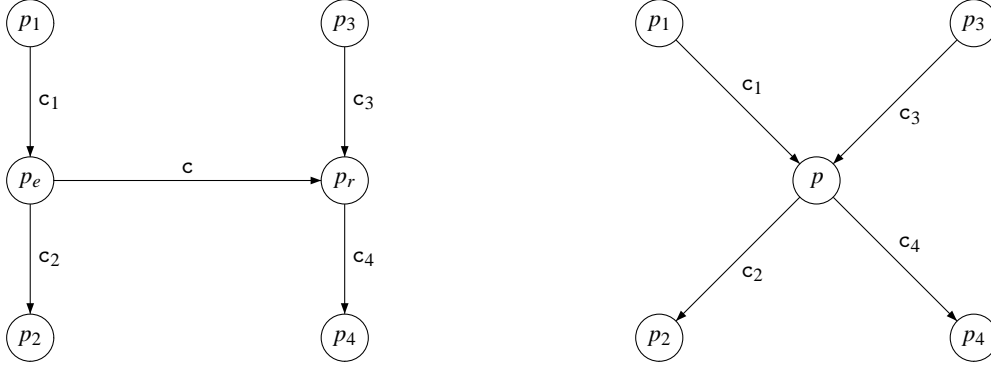 p₁ p₃ p₁ p₃
c₁ c₃ c₁ c₃
pₑ c pᵣ p
c₂ c₄ c₂ c₄
p₂ p₄ p₂ p₄